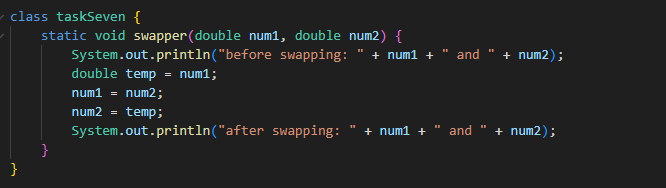 class taskSeven {
    static void swapper(double num1, double num2) {
        System.out.println("before swapping: " + num1 + " and " + num2);
        double temp = num1;
        num1 = num2;
        num2 = temp;
        System.out.println("after swapping: " + num1 + " and " + num2);
    }
}